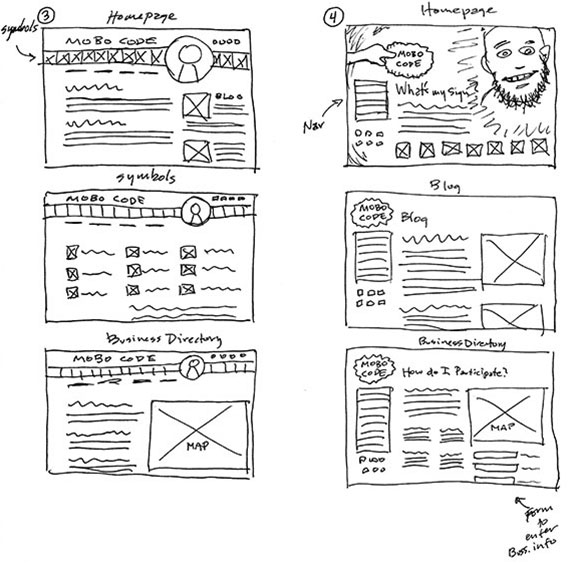 3
Homepage
symbols
MOBO CODE
BLOG
symbols
MOBO CODE
Business Directory
MOBO CODE
MAP
4
Homepage
MOBO
CODE
What's my sign?
Nav
Blog
MOBO
CODE
Blog
Business Directory
MOBO
CODE
How do I Participate?
MAP
Form
to
enter
Buss. info